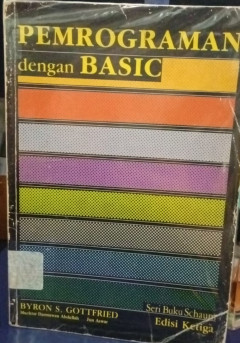 PEMROGRAMAN
dengan BASIC
BYRON S. GOTTFRIED
Seri Buku Schaum
Edisi Ketiga